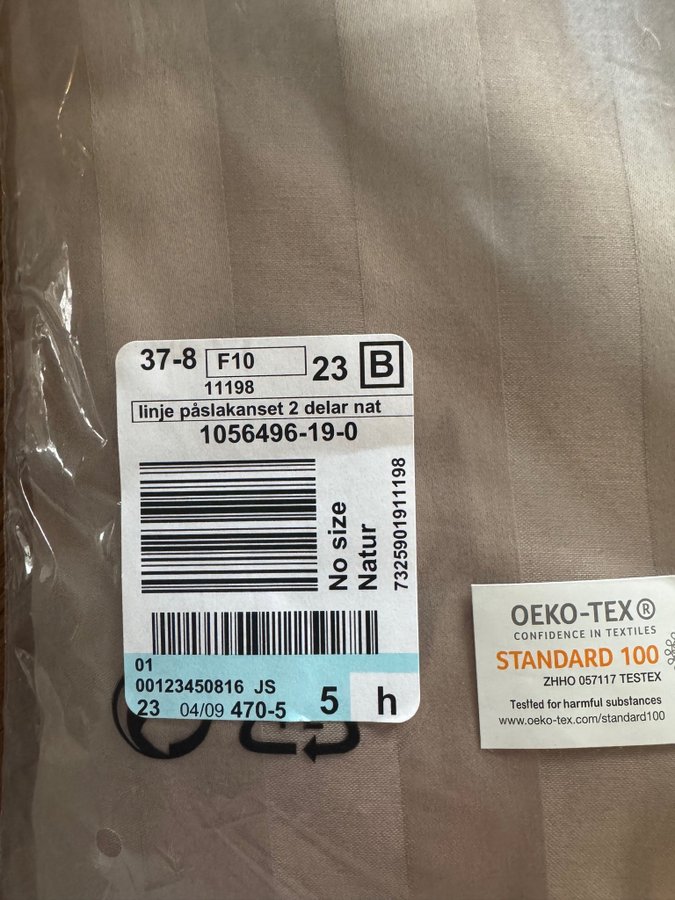 37-8 F10 23 B
11198
linje påslakanset 2 delar nat
1056496-19-0
No size
Natur
7325901911198
01
00123450816 JS
23 04/09 470-5 5 h
OEKO-TEX®
CONFIDENCE IN TEXTILES
STANDARD 100
ZHHO 057117 TESTEX
Testted for harmful substances
www.oeko-tex.com/standard100